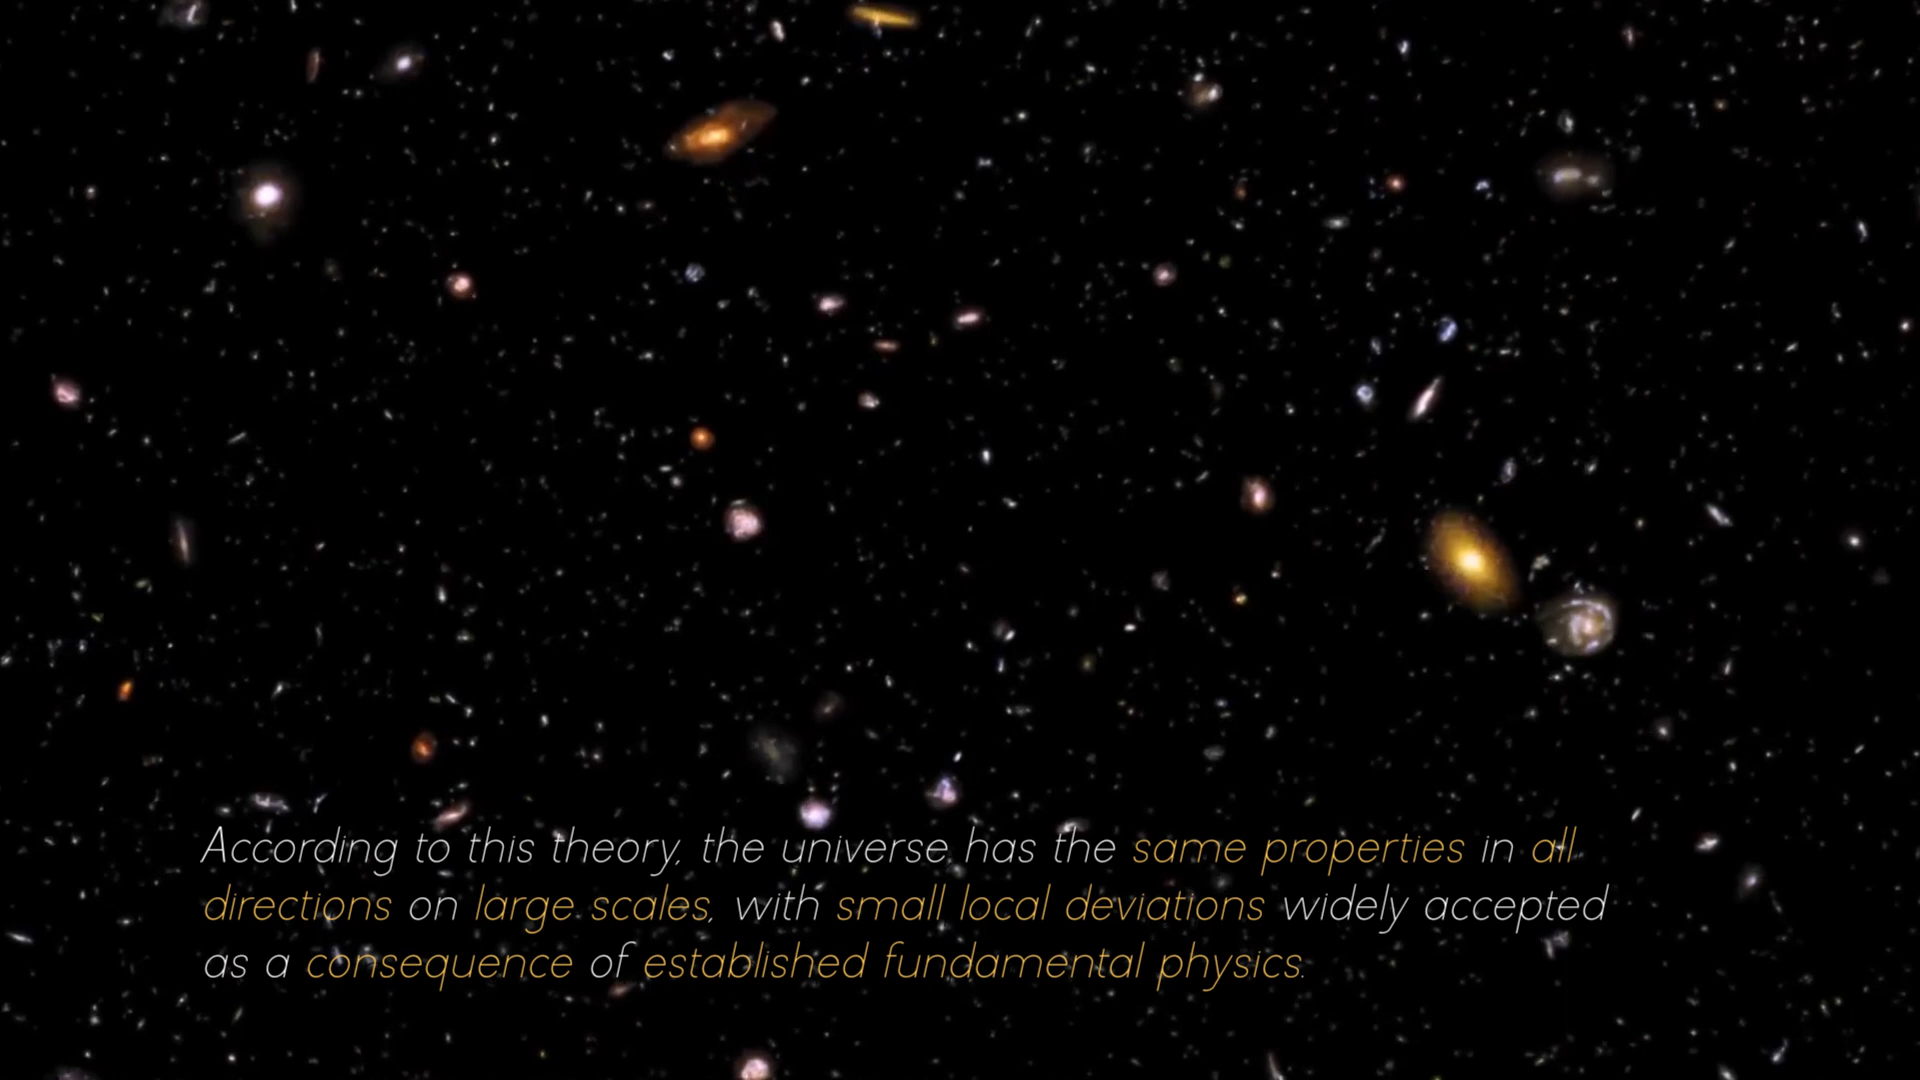 According to this theory, the universe has the same properties in all
directions on large scales, with small local deviations widely accepted
as a consequence of established fundamental physics.